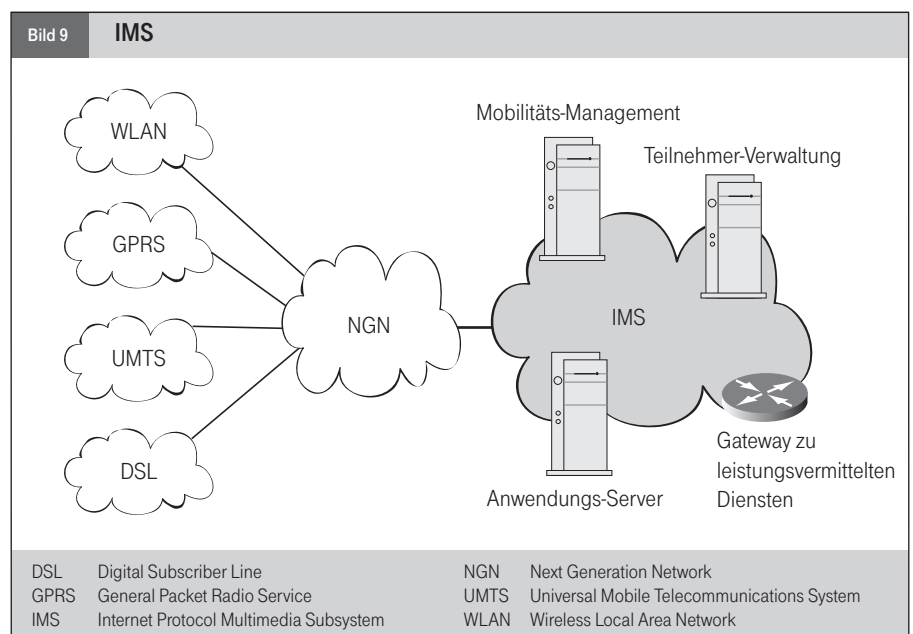 Bild 9 IMS
WLAN
GPRS
UMTS
DSL
NGN
Mobilitäts-Management
Teilnehmer-Verwaltung
IMS
Anwendungs-Server
Gateway zu
leistungsvermittelten
Diensten
DSL Digital Subscriber Line
GPRS General Packet Radio Service
IMS Internet Protocol Multimedia Subsystem
NGN Next Generation Network
UMTS Universal Mobile Telecommunications System
WLAN Wireless Local Area Network